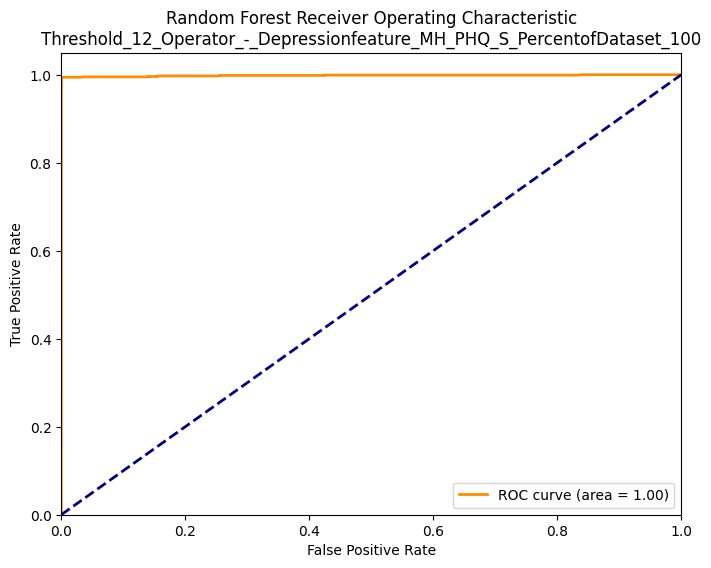 Random Forest Receiver Operating Characteristic
Threshold_12_Operator_-_Depressionfeature_MH_PHQ_S_PercentofDataset_100
1.0
0.8
0.6
0.4
0.2
0.0
True Positive Rate
ROC curve (area = 1.00)
0.0 0.2 0.4 0.6 0.8 1.0
False Positive Rate